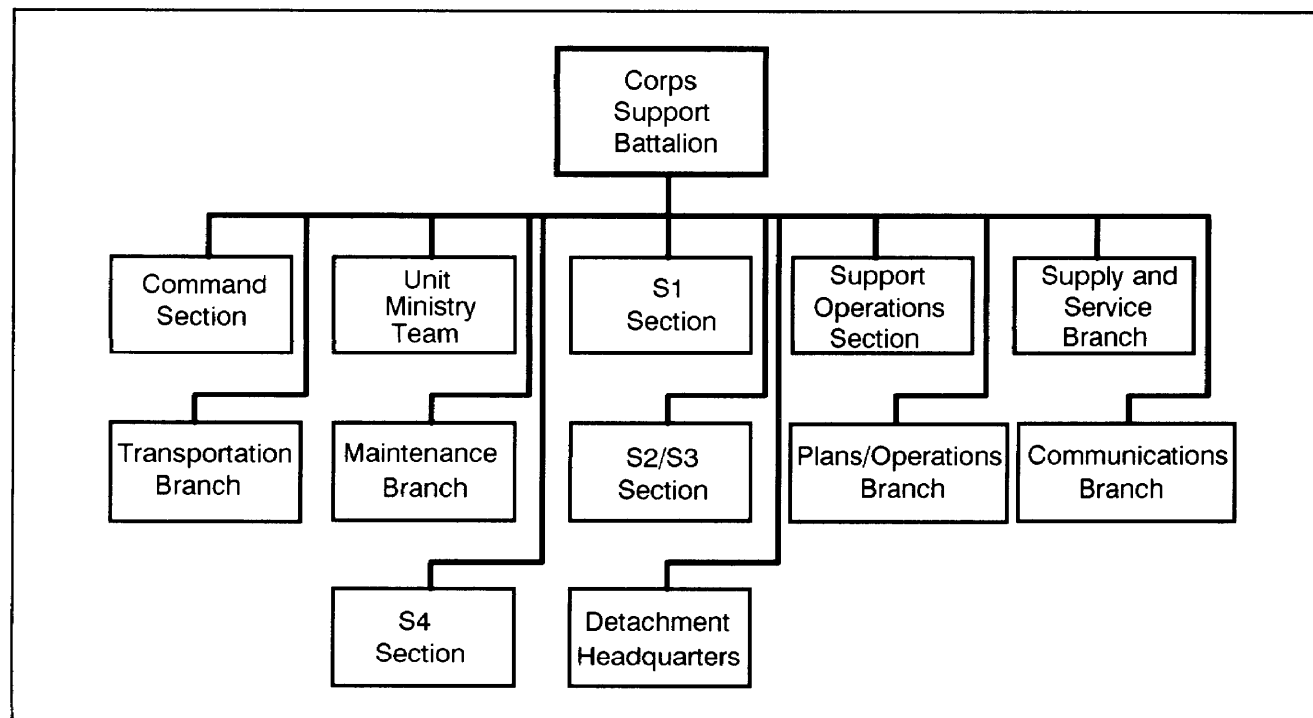 Corps
Support
Battalion
Command
Section
Unit
Ministry
Team
S1
Section
Support
Operations
Section
Supply and
Service
Branch
Transportation
Branch
Maintenance
Branch
S2/S3
Section
Plans/Operations
Branch
Communications
Branch
S4
Section
Detachment
Headquarters